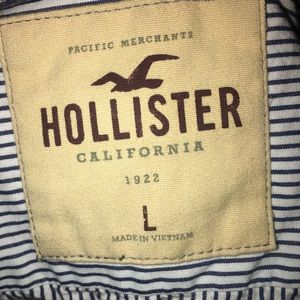 PACIFIC MERCHANTS
HOLLISTER
CALIFORNIA
1922
L
MADE IN VIETNAM